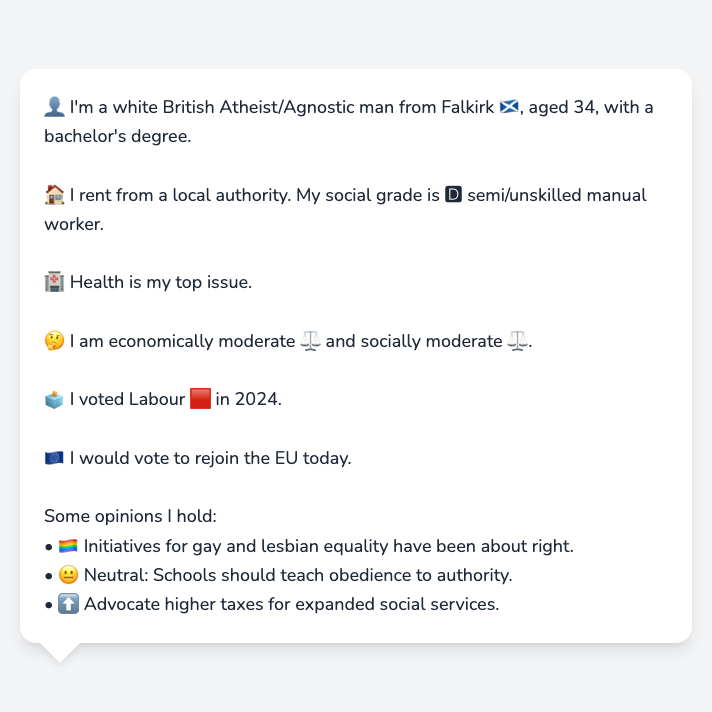 👤 I'm a white British Atheist/Agnostic man from Falkirk 🏴󠁧󠁢󠁳󠁣󠁴󠁿, aged 34, with a
bachelor's degree.
🏠 I rent from a local authority. My social grade is 🅳 semi/unskilled manual
worker.
🏥 Health is my top issue.
🤔 I am economically moderate ⚖️ and socially moderate ⚖️.
🗳️ I voted Labour 🟥 in 2024.
🇪🇺 I would vote to rejoin the EU today.
Some opinions I hold:
• 🏳️‍🌈 Initiatives for gay and lesbian equality have been about right.
• 😐 Neutral: Schools should teach obedience to authority.
• ⬆️ Advocate higher taxes for expanded social services.